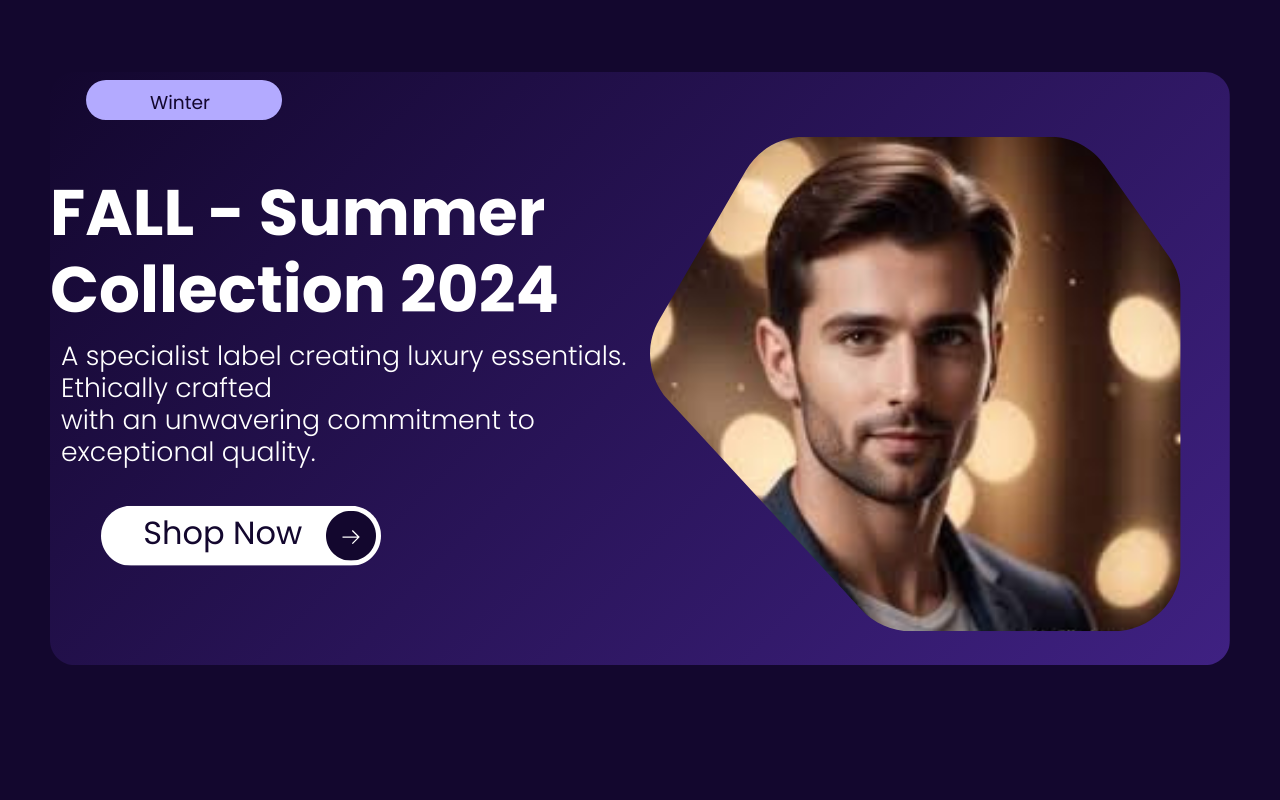 Winter
FALL - Summer
Collection 2024
A specialist label creating luxury essentials.
Ethically crafted
with an unwavering commitment to
exceptional quality.
Shop Now